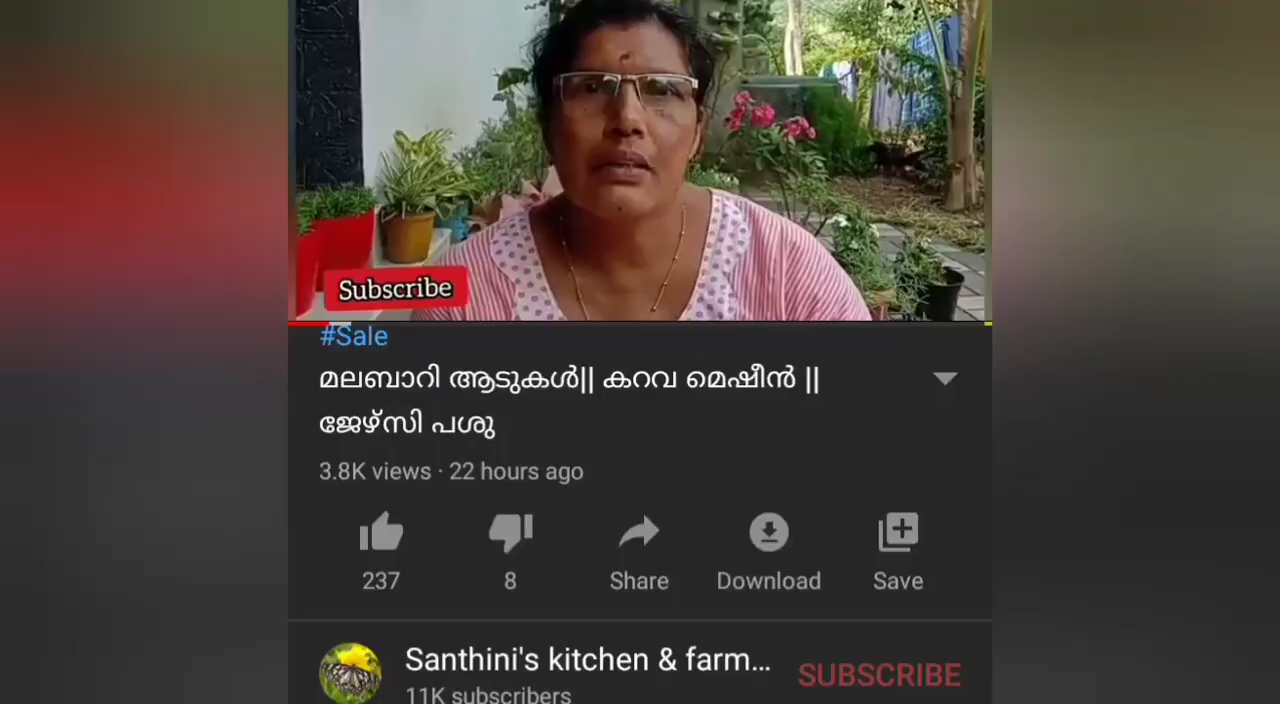 Subscribe
#Sale
മലബാറി ആടുകൾ|| കറവ മെഷീൻ ||
ജേഴ്സി പശു
3.8K views · 22 hours ago
237
8
Share
Download
Save
Santhini's kitchen & farm...
SUBSCRIBE
11K subscribers